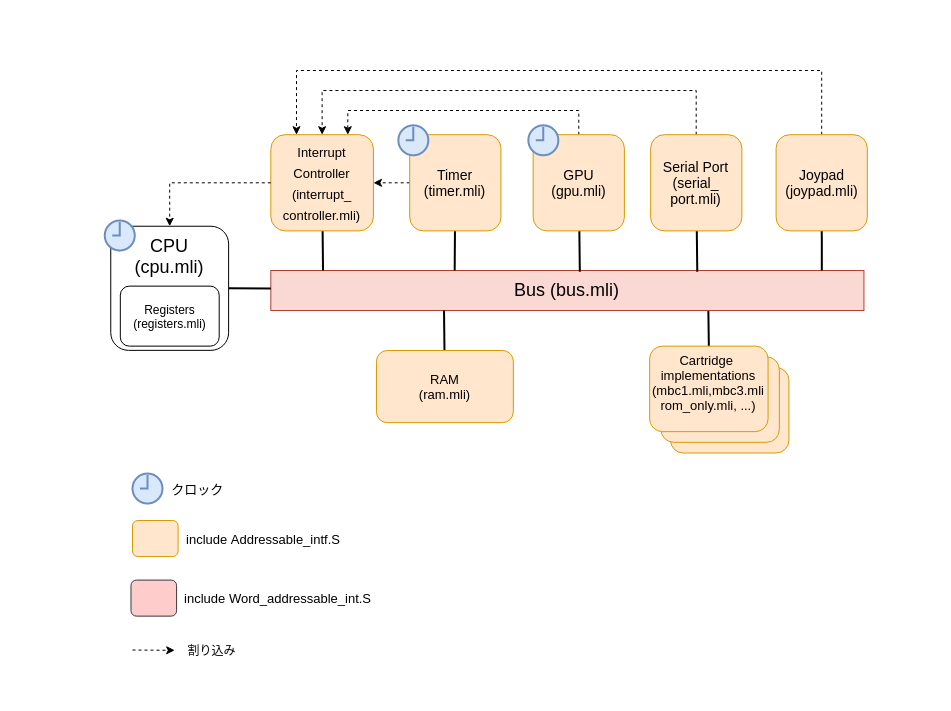 Interrupt
Controller
(interrupt_
controller.mli)
Timer
(timer.mli)
GPU
(gpu.mli)
Serial Port
(serial_
port.mli)
Joypad
(joypad.mli)
CPU
(cpu.mli)
Registers
(registers.mli)
Bus (bus.mli)
RAM
(ram.mli)
Cartridge
implementations
(mbc1.mli,mbc3.mli
rom_only.mli, ...)
クロック
include Addressable_intf.S
include Word_addressable_int.S
割り込み